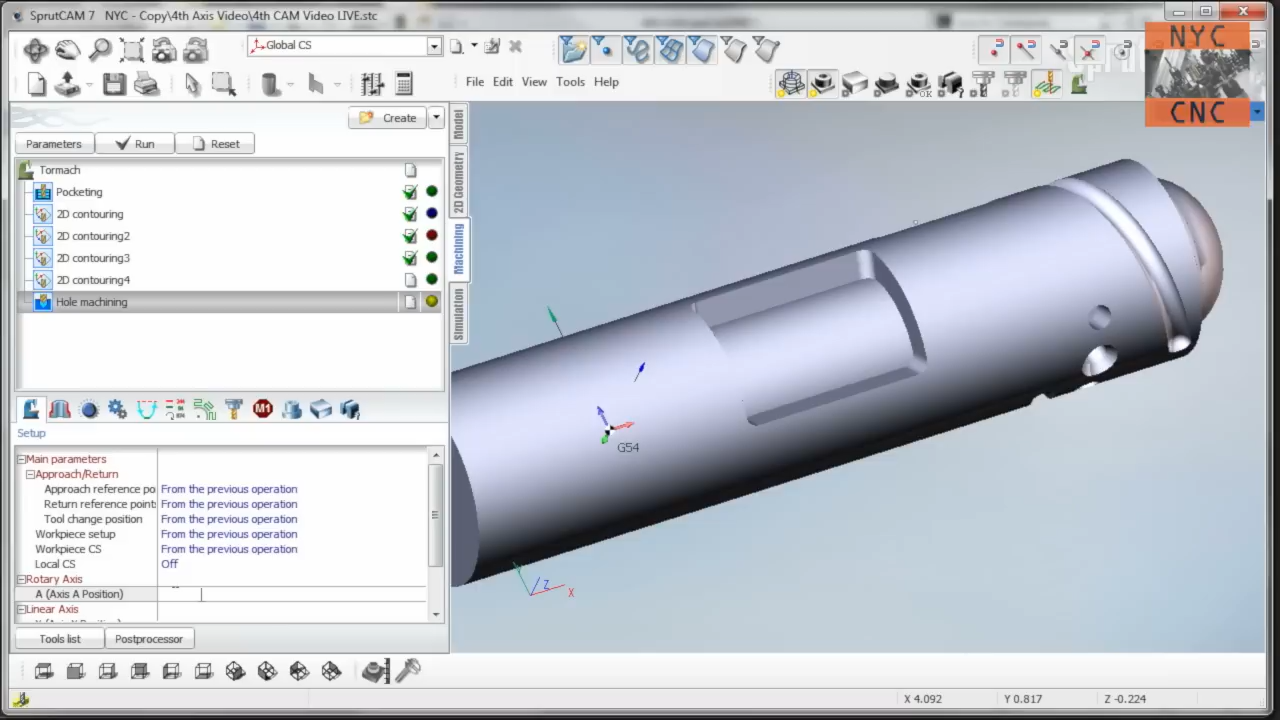 SprutCAM 7 NYC - Copy\4th Axis Video\4th CAM Video LIVE.stc
NYC
CNC
Global CS
File Edit View Tools Help
OK
Create
Parameters Run Reset
Model
2D Geometry
Machining
Simulation
Tormach
Pocketing
2D contouring
2D contouring2
2D contouring3
2D contouring4
Hole machining
M1
Setup
Main parameters
Approach/Return
Approach reference po From the previous operation
Return reference point From the previous operation
Tool change position From the previous operation
Workpiece setup From the previous operation
Workpiece CS From the previous operation
Local CS Off
Rotary Axis
A (Axis A Position)
Linear Axis
Tools list Postprocessor
G54
Z
X
X 4.092 Y 0.817 Z -0.224